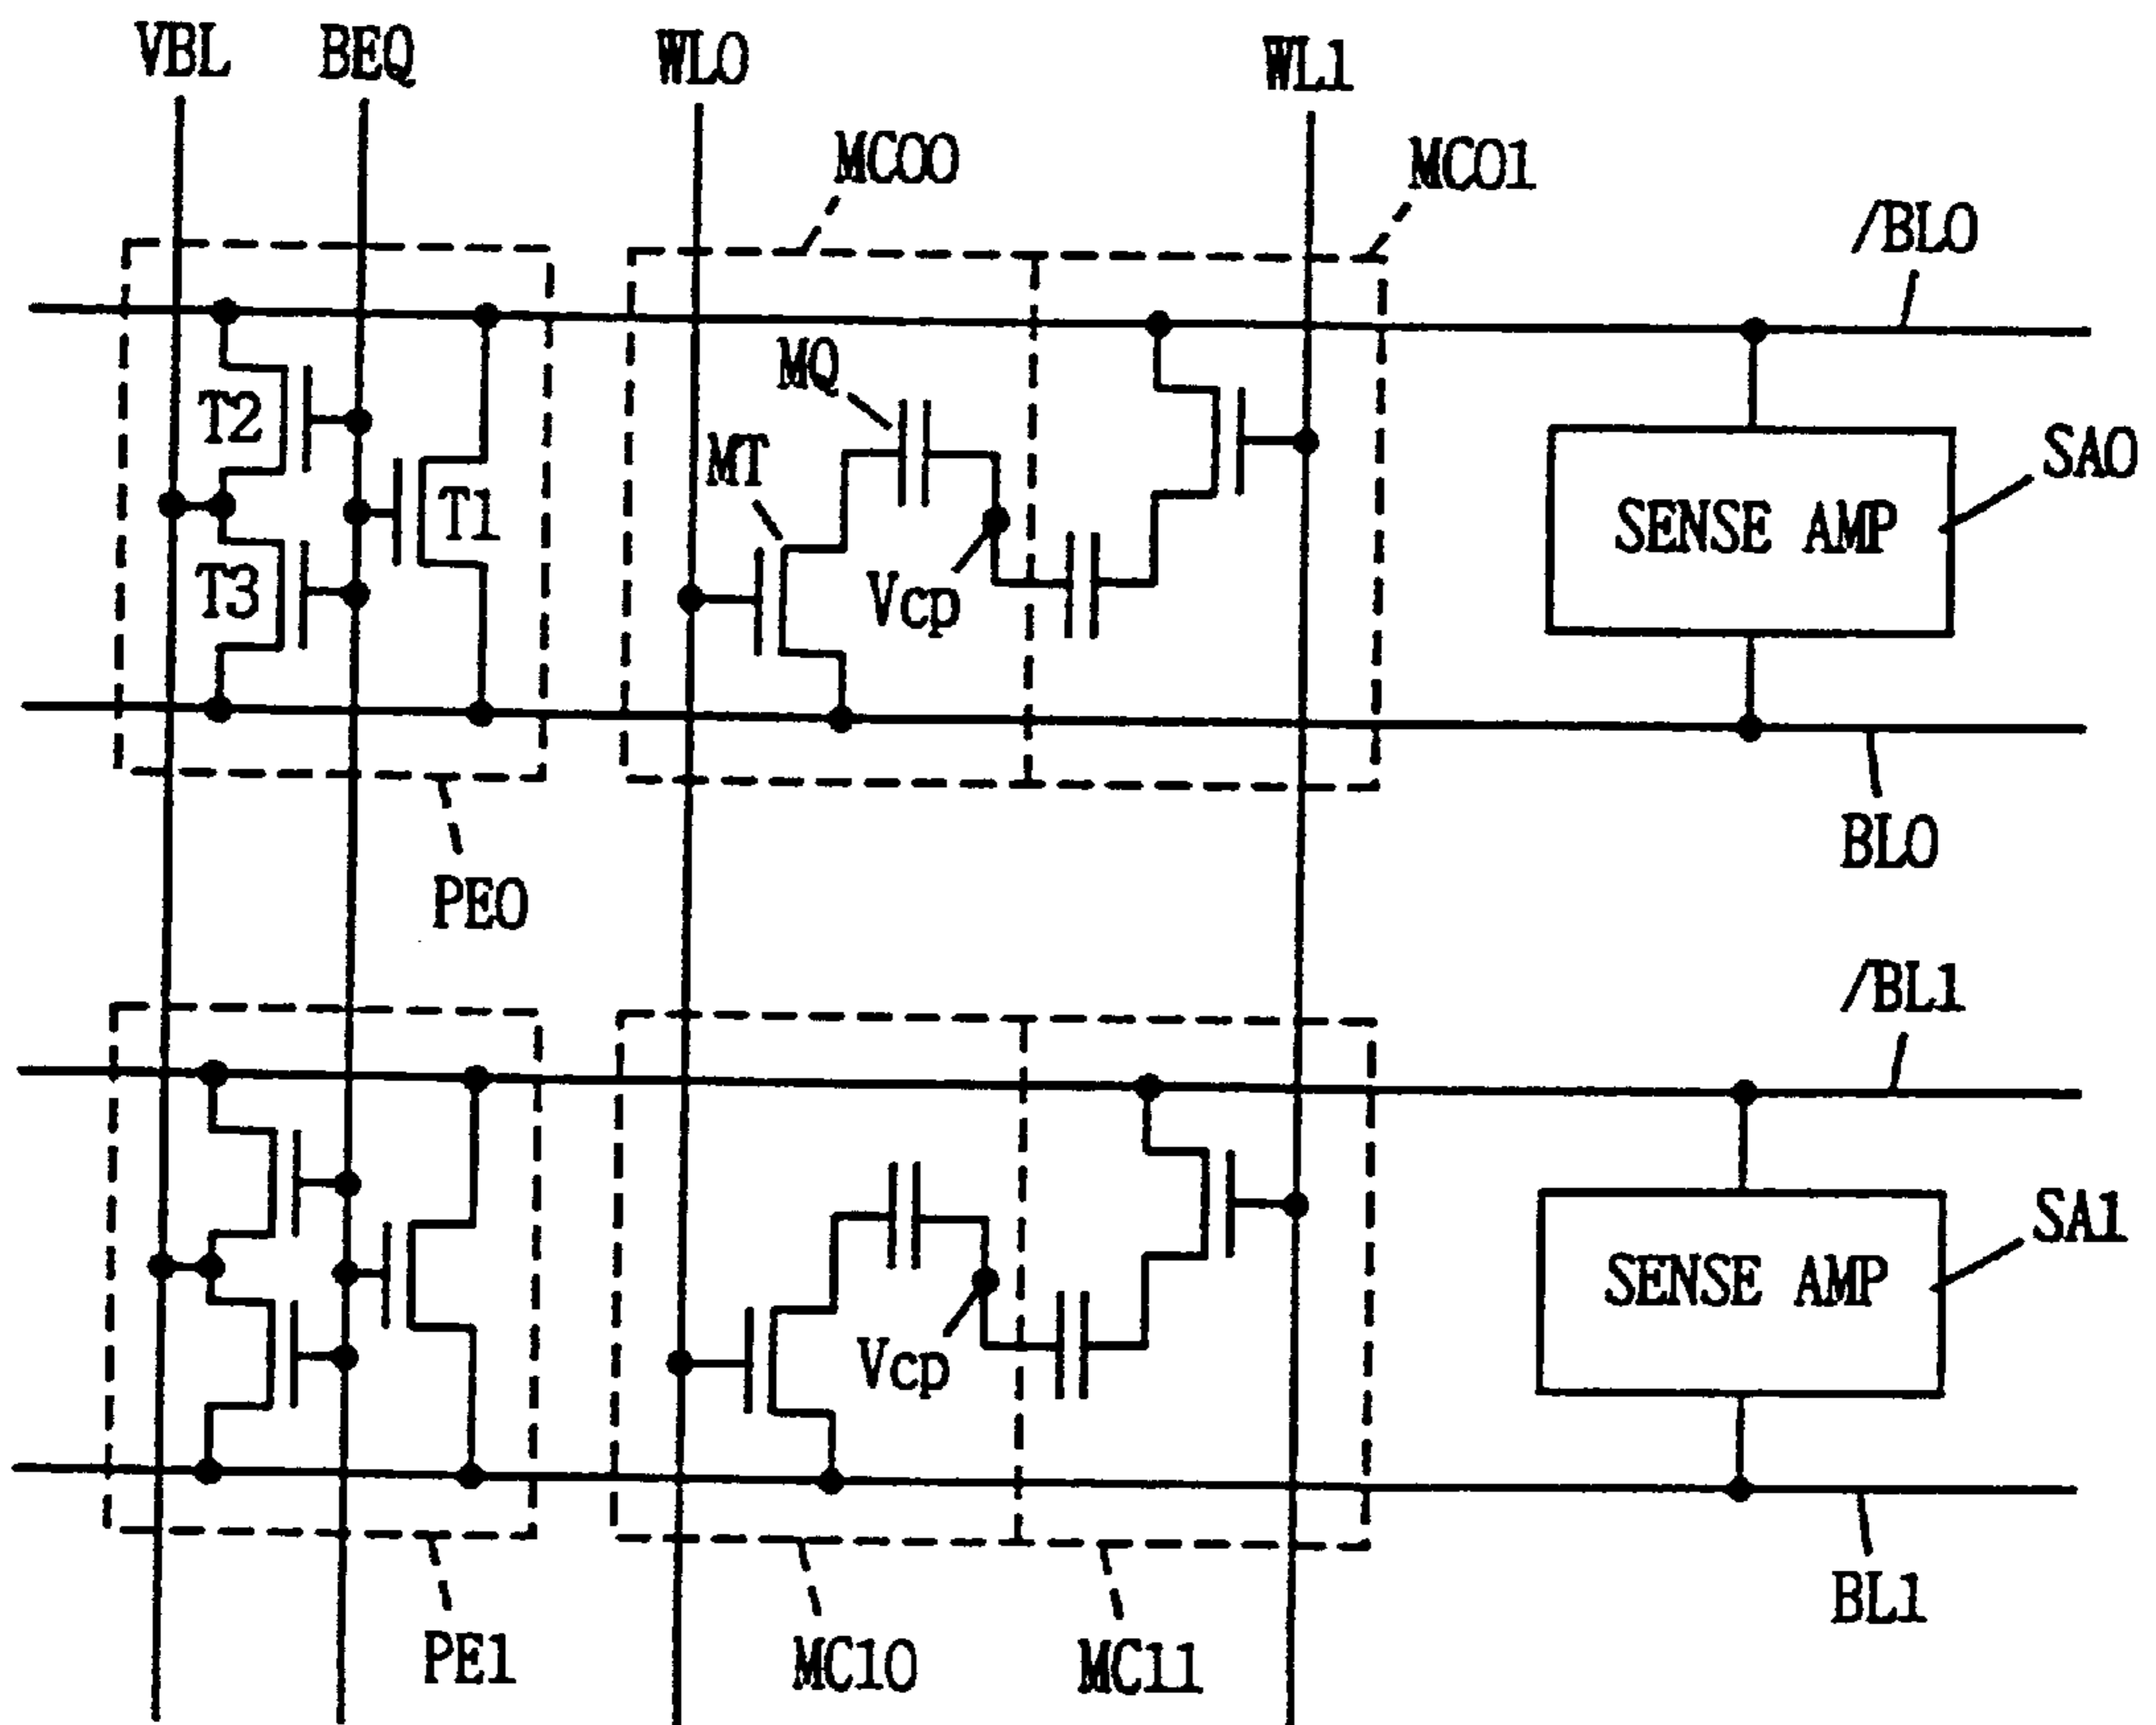 VBL BEQ WL0 WL1
MC00 MC01
/BL0
MQ
T2 MT SA0
T1 SENSE AMP
T3 Vcp
BL0
PE0
/BL1
SA1
SENSE AMP
Vcp
BL1
PE1 MC10 MC11